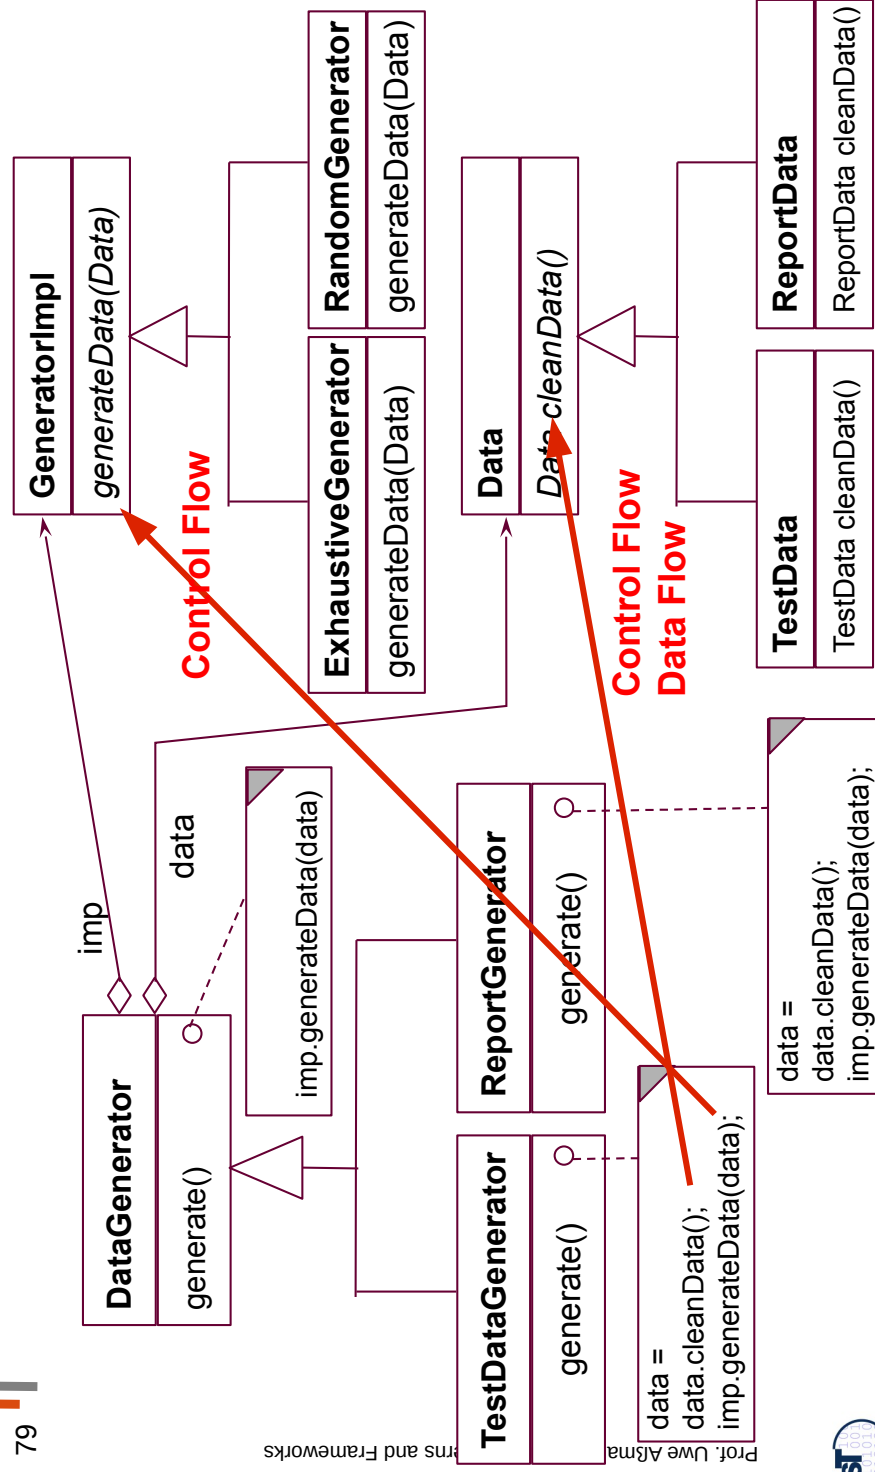 79
DataGenerator
generate()
imp
data
imp.generateData(data)
GeneratorImpl
generateData(Data)
Control Flow
ExhaustiveGenerator
generateData(Data)
RandomGenerator
generateData(Data)
TestDataGenerator
generate()
ReportGenerator
generate()
Data
Data cleanData()
Control Flow
Data Flow
data =
data.cleanData();
imp.generateData(data);
data =
data.cleanData();
imp.generateData(data);
TestData
TestData cleanData()
ReportData
ReportData cleanData()
Prof. Uwe
and Frameworks
ST